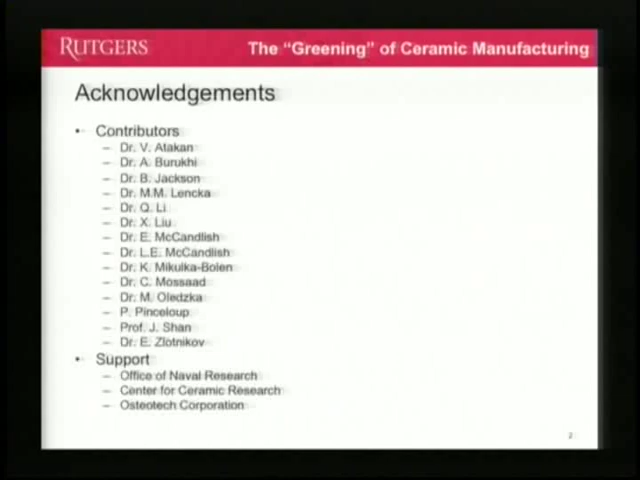 RUTGERS
The “Greening” of Ceramic Manufacturing
Acknowledgements
• Contributors
– Dr. V. Atakan
– Dr. A. Burukhi
– Dr. B. Jackson
– Dr. M.M. Lencka
– Dr. Q. Li
– Dr. X. Liu
– Dr. E. McCandlish
– Dr. L.E. McCandlish
– Dr. K. Mikulka-Bolen
– Dr. C. Mossaad
– Dr. M. Oledzka
– P. Pinceloup
– Prof. J. Shan
– Dr. E. Zlotnikov
• Support
– Office of Naval Research
– Center for Ceramic Research
– Osteotech Corporation
2